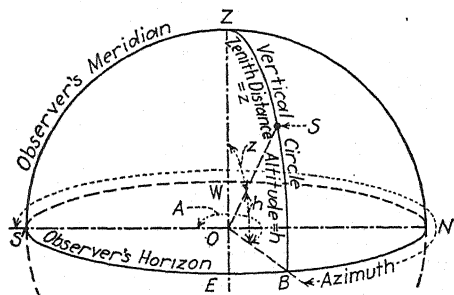 Z
Observer's Meridian
Zenith Distance
= z
Vertical Circle
S
z
Altitude = h
W
h
A
S
O
N
Observer's Horizon
E
B
Azimuth